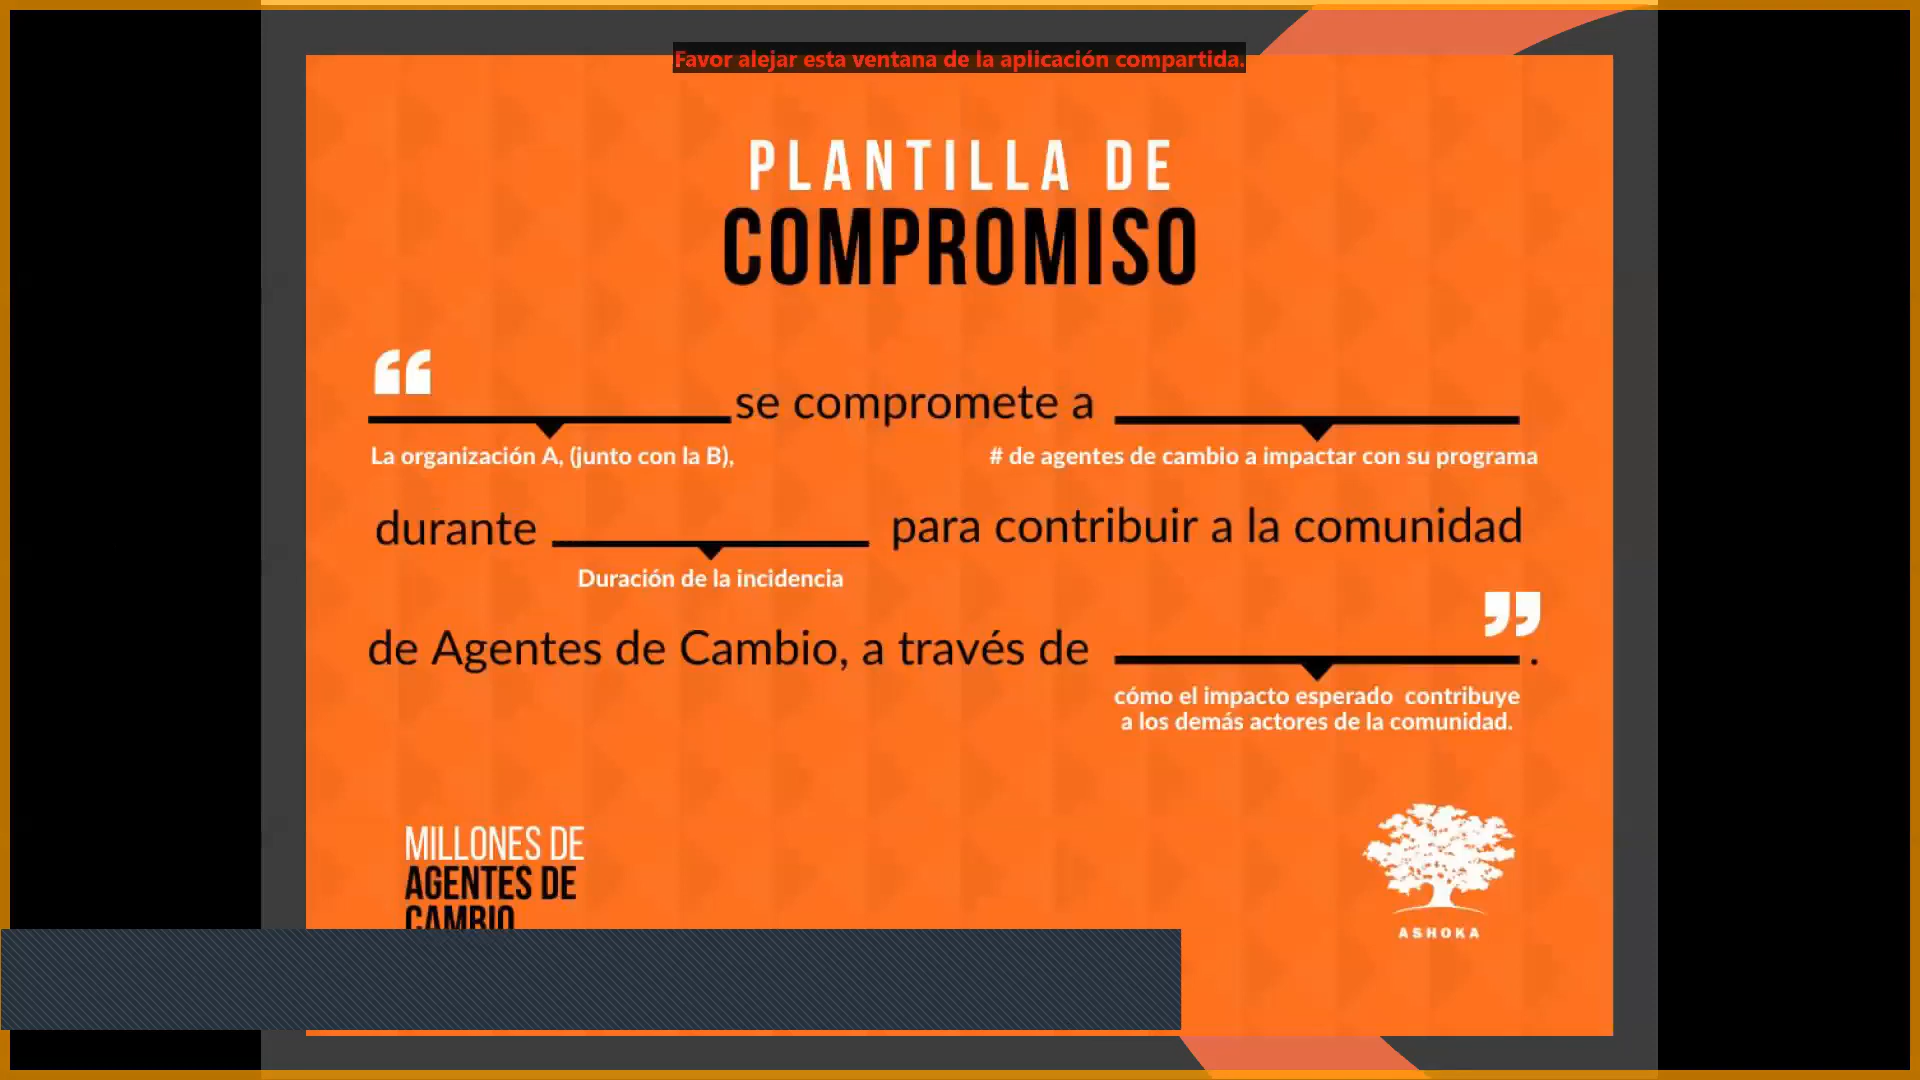 Favor alejar esta ventana de la aplicación compartida.
PLANTILLA DE
COMPROMISO
“
se compromete a
La organización A, (junto con la B),
# de agentes de cambio a impactar con su programa
durante
para contribuir a la comunidad
Duración de la incidencia
”
de Agentes de Cambio, a través de .
cómo el impacto esperado contribuye
a los demás actores de la comunidad.
MILLONES DE
AGENTES DE
CAMBIO
ASHOKA